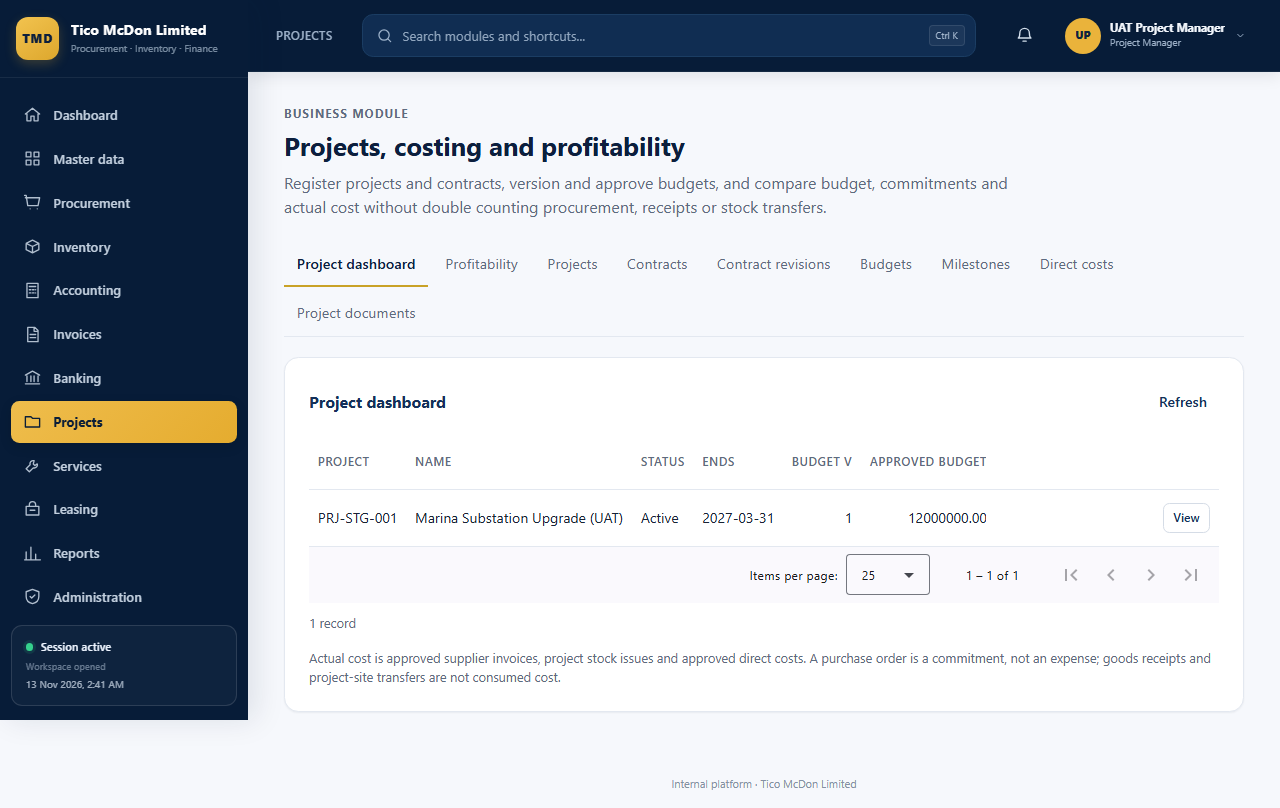 TMD
Tico McDon Limited
Procurement · Inventory · Finance
PROJECTS
Search modules and shortcuts...
Ctrl K
UP
UAT Project Manager
Project Manager
Dashboard
Master data
Procurement
Inventory
Accounting
Invoices
Banking
Projects
Services
Leasing
Reports
Administration
Session active
Workspace opened
13 Nov 2026, 2:41 AM
BUSINESS MODULE
Projects, costing and profitability
Register projects and contracts, version and approve budgets, and compare budget, commitments and
actual cost without double counting procurement, receipts or stock transfers.
Project dashboard Profitability Projects Contracts Contract revisions Budgets Milestones Direct costs
Project documents
Project dashboard
Refresh
PROJECT NAME STATUS ENDS BUDGET V APPROVED BUDGET
PRJ-STG-001 Marina Substation Upgrade (UAT) Active 2027-03-31 1 12000000.00 View
Items per page: 25 1 – 1 of 1
1 record
Actual cost is approved supplier invoices, project stock issues and approved direct costs. A purchase order is a commitment, not an expense; goods receipts and
project-site transfers are not consumed cost.
Internal platform · Tico McDon Limited